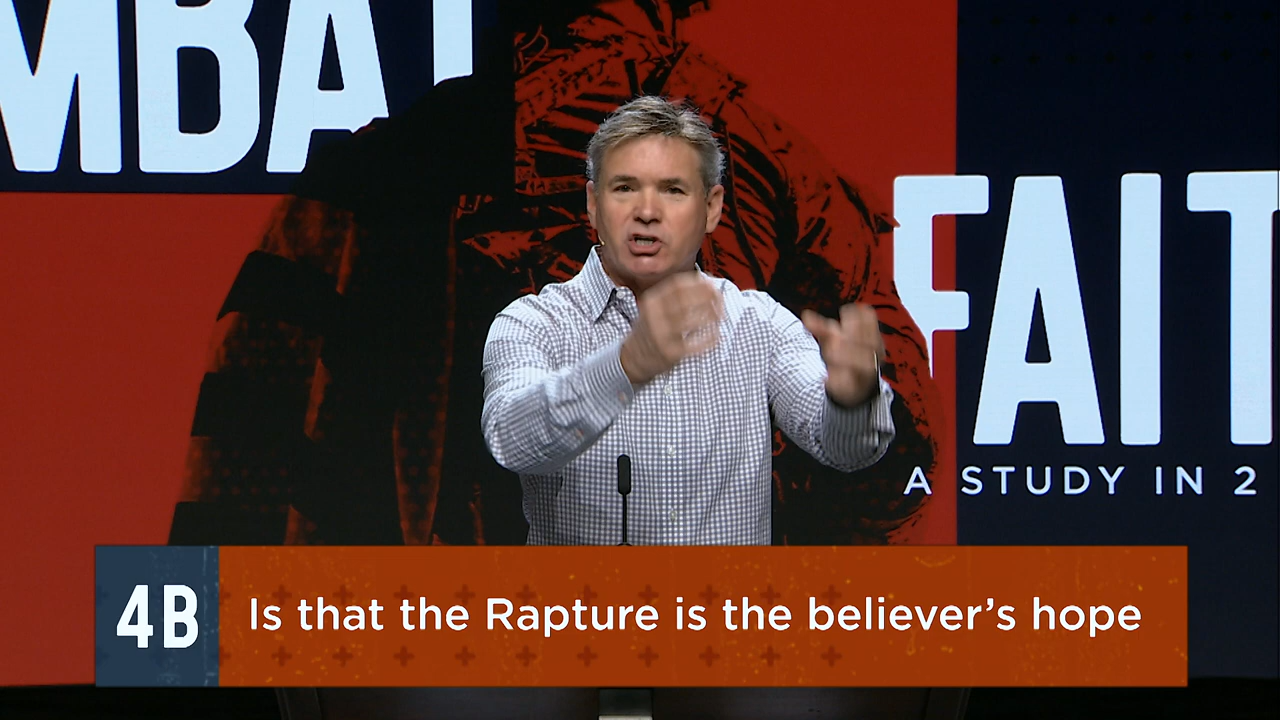 MBAT
FAIT
A STUDY IN 2
4B Is that the Rapture is the believer's hope